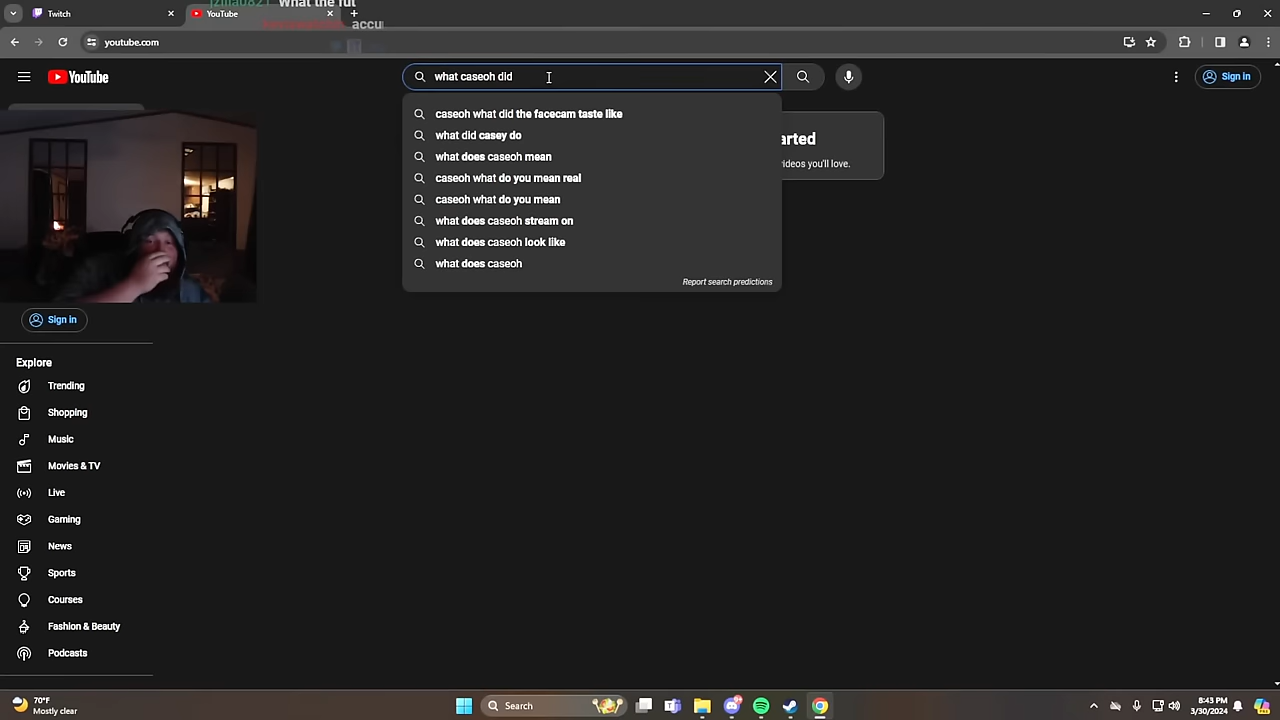 What the fut
accu
Twitch
YouTube
youtube.com
YouTube
what caseoh did
Sign in
caseoh what did the facecam taste like
what did casey do
what does caseoh mean
caseoh what do you mean real
caseoh what do you mean
what does caseoh stream on
what does caseoh look like
what does caseoh
Report search predictions
arted
ideos you'll love.
Sign in
Explore
Trending
Shopping
Music
Movies & TV
Live
Gaming
News
Sports
Courses
Fashion & Beauty
Podcasts
70°F
Mostly clear
Search
8:43 PM
3/30/2024